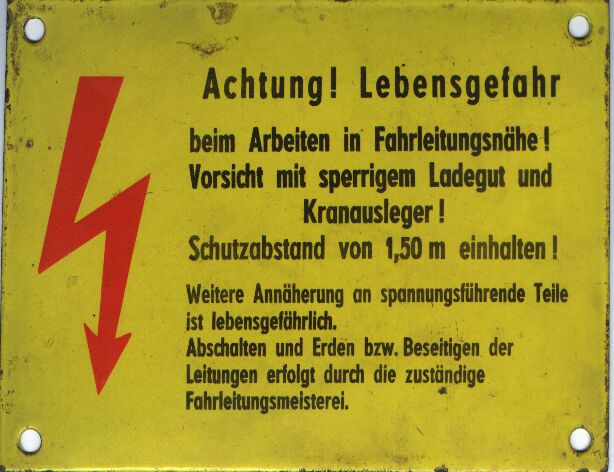 Achtung! Lebensgefahr
beim Arbeiten in Fahrleitungsnähe!
Vorsicht mit sperrigem Ladegut und
Kranausleger!
Schutzabstand von 1,50 m einhalten!
Weitere Annäherung an spannungsführende Teile
ist lebensgefährlich.
Abschalten und Erden bzw. Beseitigen der
Leitungen erfolgt durch die zuständige
Fahrleitungsmeisterei.